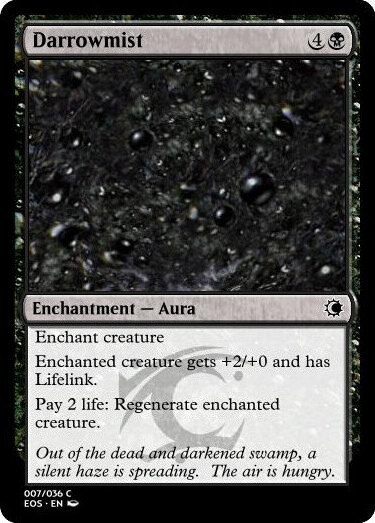 Darrowmist 4
Enchantment — Aura
Enchant creature
Enchanted creature gets +2/+0 and has
Lifelink.
Pay 2 life: Regenerate enchanted
creature.
Out of the dead and darkened swamp, a
silent haze is spreading.  The air is hungry.
007/036 C
EOS · EN